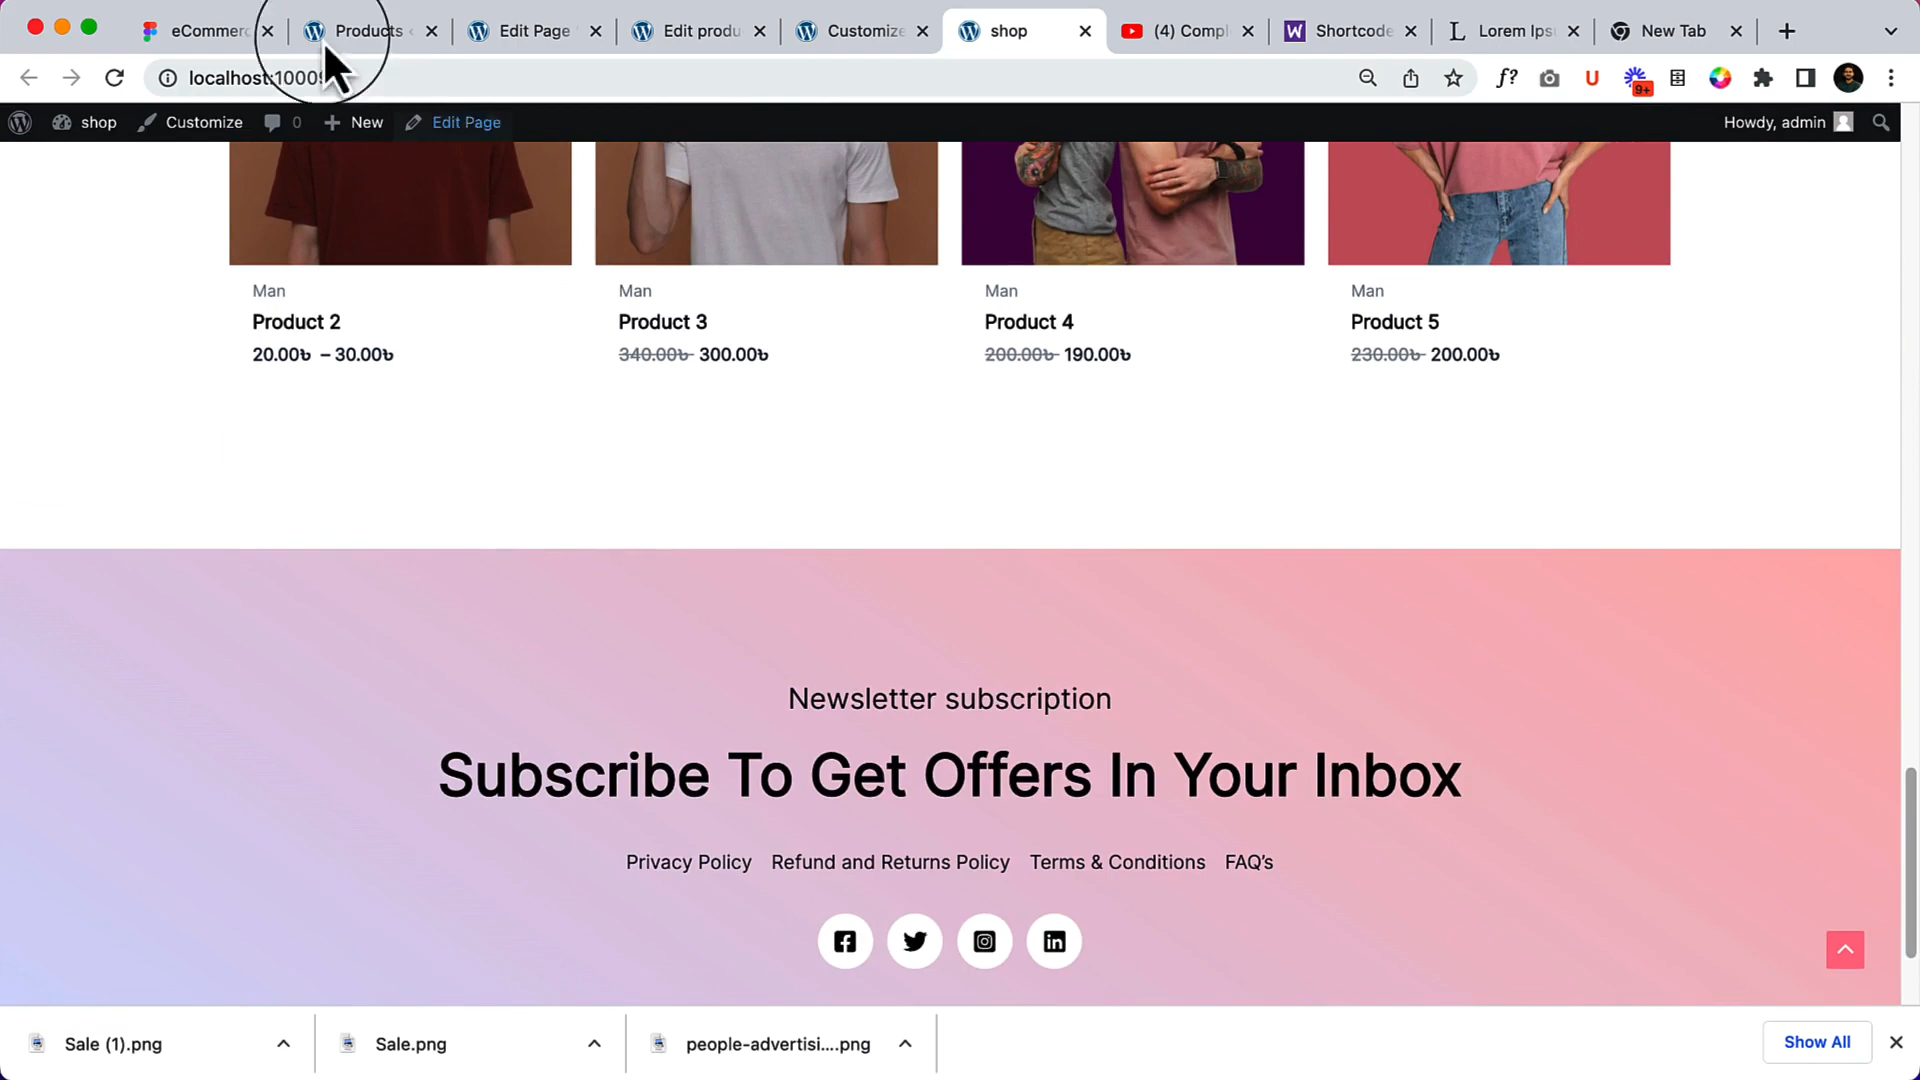 eCommer
Products
Edit Page
Edit produ
Customize
shop
(4) Compl
Shortcode
Lorem Ips
New Tab
localhost:1000
9+
shop
Customize
0
New
Edit Page
Howdy, admin
Man
Product 2
20.00৳ – 30.00৳
Man
Product 3
340.00৳ 300.00৳
Man
Product 4
200.00৳ 190.00৳
Man
Product 5
230.00৳ 200.00৳
Newsletter subscription
Subscribe To Get Offers In Your Inbox
Privacy Policy Refund and Returns Policy Terms & Conditions FAQ’s
Sale (1).png
Sale.png
people-advertisi....png
Show All